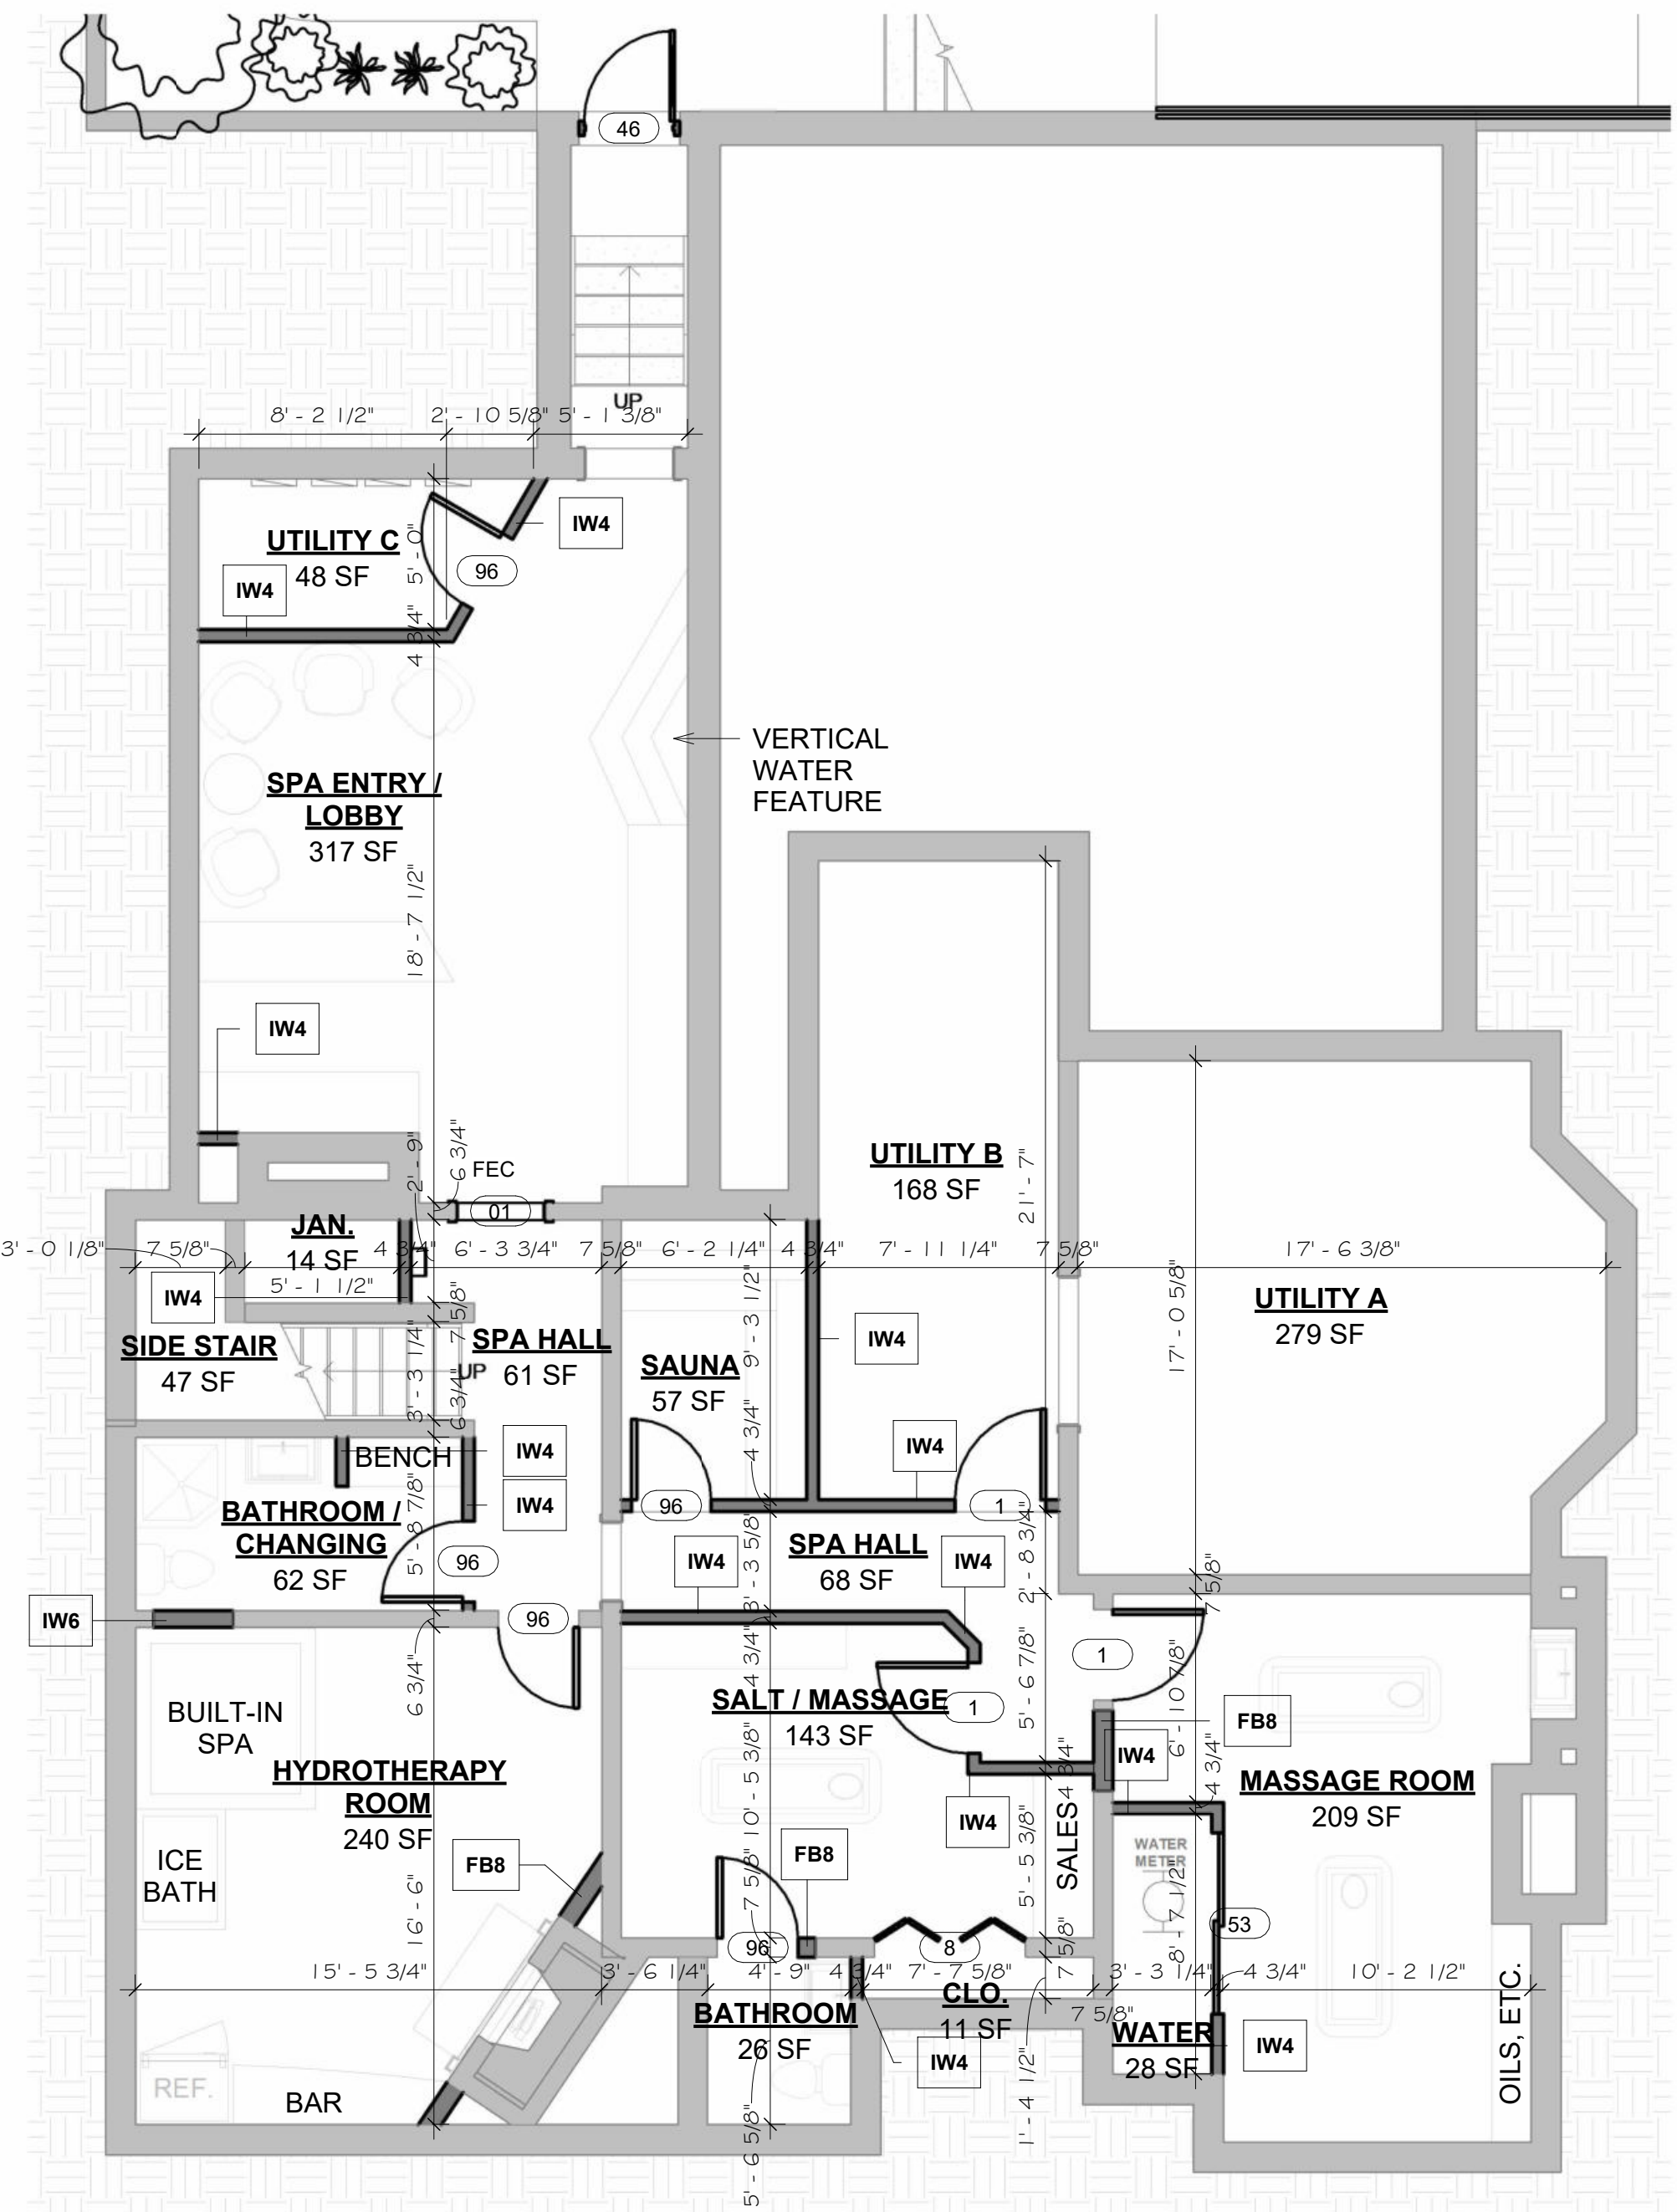 46
UP
8' - 2 1/2"
2' - 10 5/8"
5' - 1 3/8"
IW4
UTILITY C
48 SF
5' - 0"
96
IW4
4 3/4"
VERTICAL
WATER
FEATURE
SPA ENTRY /
LOBBY
317 SF
18' - 7 1/2"
IW4
2' - 9"
6 3/4"
FEC
01
UTILITY B
168 SF
21' - 7"
JAN.
14 SF
3' - 0 1/8"
7 5/8"
4 3/4"
6' - 3 3/4"
7 5/8"
6' - 2 1/4"
4 3/4"
7' - 11 1/4"
7 5/8"
17' - 6 3/8"
5' - 1 1/2"
IW4
7 5/8"
9' - 3 1/2"
17' - 0 5/8"
UTILITY A
279 SF
SIDE STAIR
47 SF
3' - 3 1/4"
UP
SPA HALL
61 SF
IW4
SAUNA
57 SF
6 3/4"
4 3/4"
BENCH
IW4
IW4
IW4
96
1
BATHROOM /
CHANGING
62 SF
5' - 8 7/8"
96
3' - 3 5/8"
IW4
SPA HALL
68 SF
IW4
2' - 8 3/4"
7 5/8"
IW6
96
6 3/4"
4 3/4"
5' - 6 7/8"
1
6' - 10 7/8"
BUILT-IN
SPA
SALT / MASSAGE
143 SF
1
FB8
IW4
4 3/4"
4 3/4"
HYDROTHERAPY
ROOM
240 SF
10' - 5 3/8"
MASSAGE ROOM
209 SF
IW4
SALES
5' - 5 3/8"
WATER
METER
ICE
BATH
FB8
FB8
16' - 6"
7 5/8"
8' - 7 1/2"
53
96
8
7 5/8"
15' - 5 3/4"
3' - 6 1/4"
4' - 9"
4 3/4"
7' - 7 5/8"
7 5/8"
3' - 3 1/4"
4 3/4"
10' - 2 1/2"
CLO.
11 SF
BATHROOM
26 SF
WATER
28 SF
IW4
IW4
OILS, ETC.
REF.
BAR
1' - 4 1/2"
5' - 6 5/8"